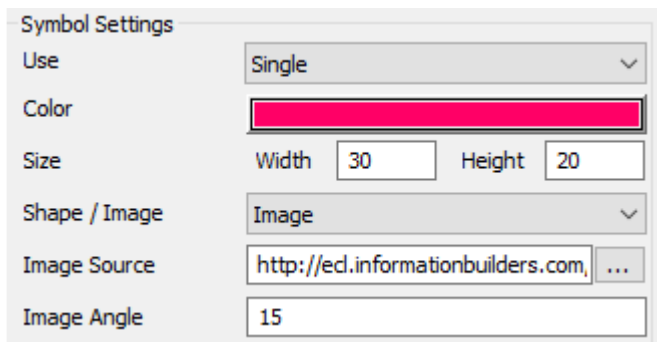 Symbol Settings
Use Single
Color
Size Width 30 Height 20
Shape / Image Image
Image Source http://ecl.informationbuilders.com, ...
Image Angle 15